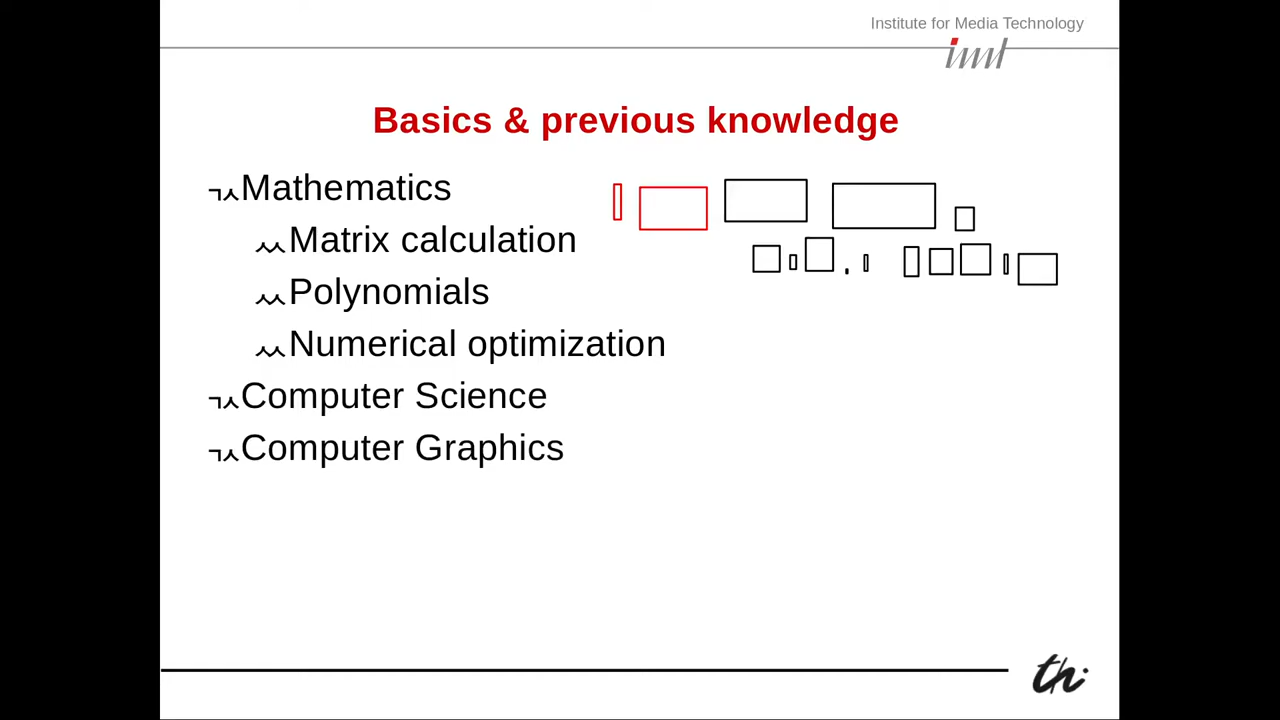 Institute for Media Technology
iml
Basics & previous knowledge
Mathematics
Matrix calculation
Polynomials
Numerical optimization
Computer Science
Computer Graphics
th